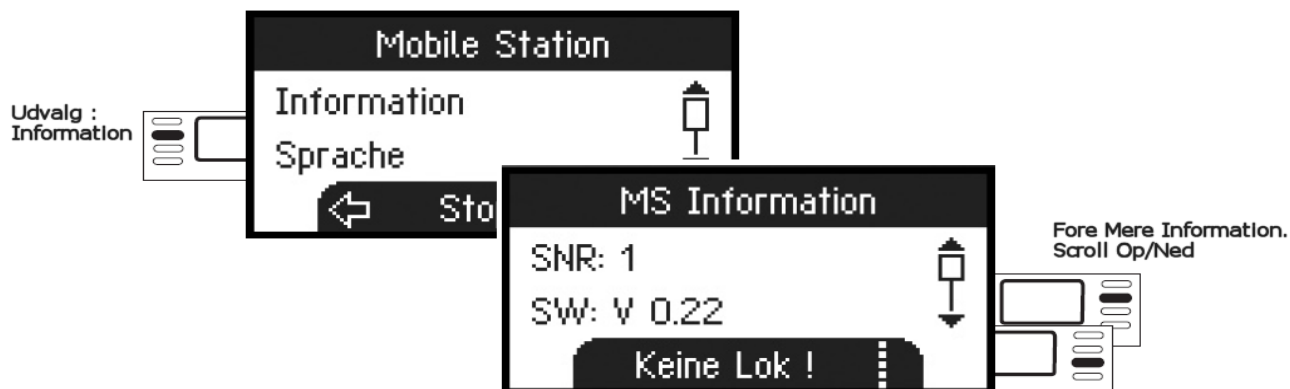 Mobile Station
Udvalg :
Information
Information
Sprache
Sto
MS Information
SNR: 1
SW: V 0.22
Keine Lok !
Fore Mere Information.
Scroll Op/Ned